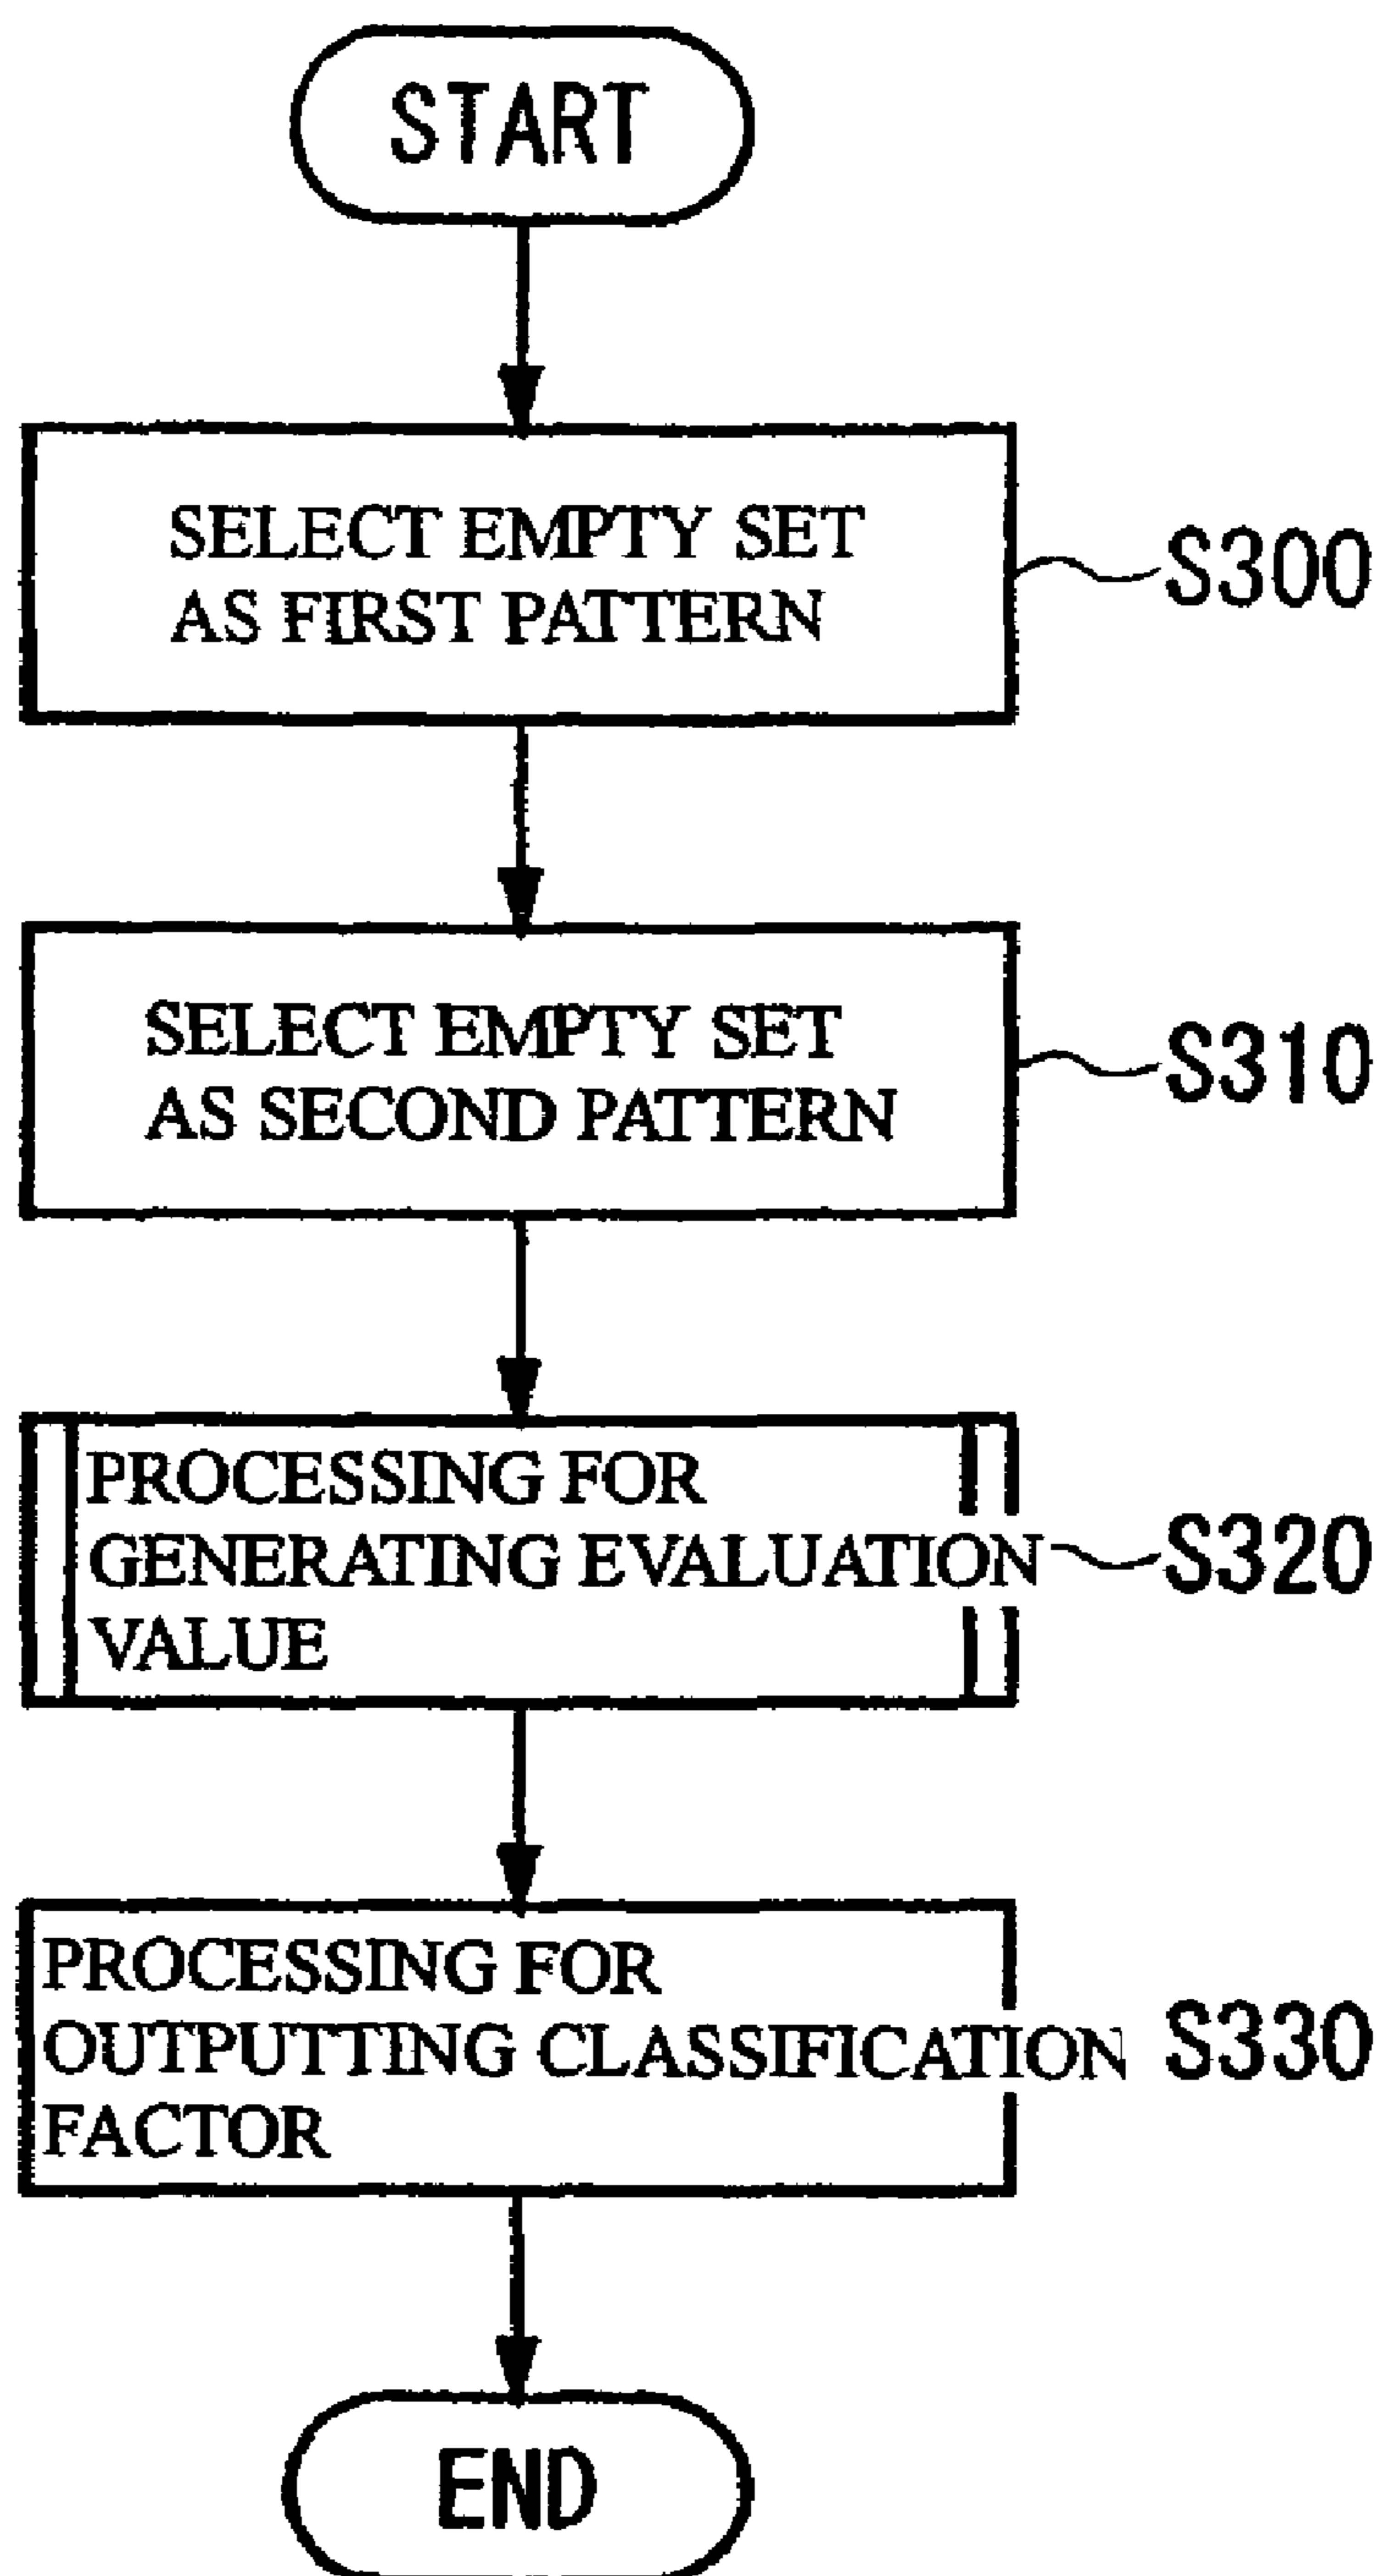 START
SELECT EMPTY SET
AS FIRST PATTERN
S300
SELECT EMPTY SET
AS SECOND PATTERN
S310
PROCESSING FOR
GENERATING EVALUATION
VALUE
S320
PROCESSING FOR
OUTPUTTING CLASSIFICATION
FACTOR
S330
END